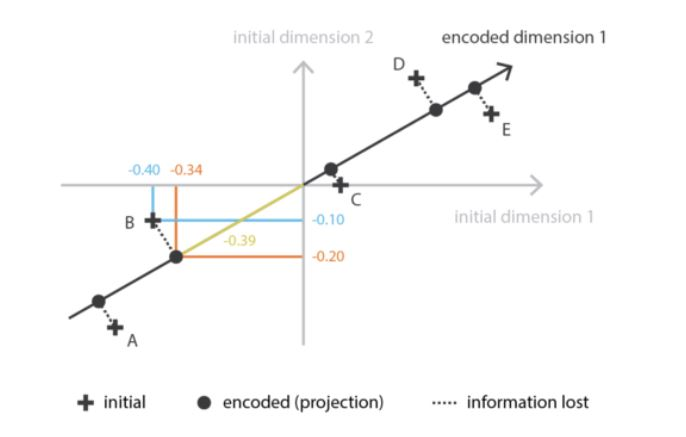 initial dimension 2
encoded dimension 1
D
E
-0.40
-0.34
C
B
-0.10
initial dimension 1
-0.39
-0.20
A
initial
encoded (projection)
information lost